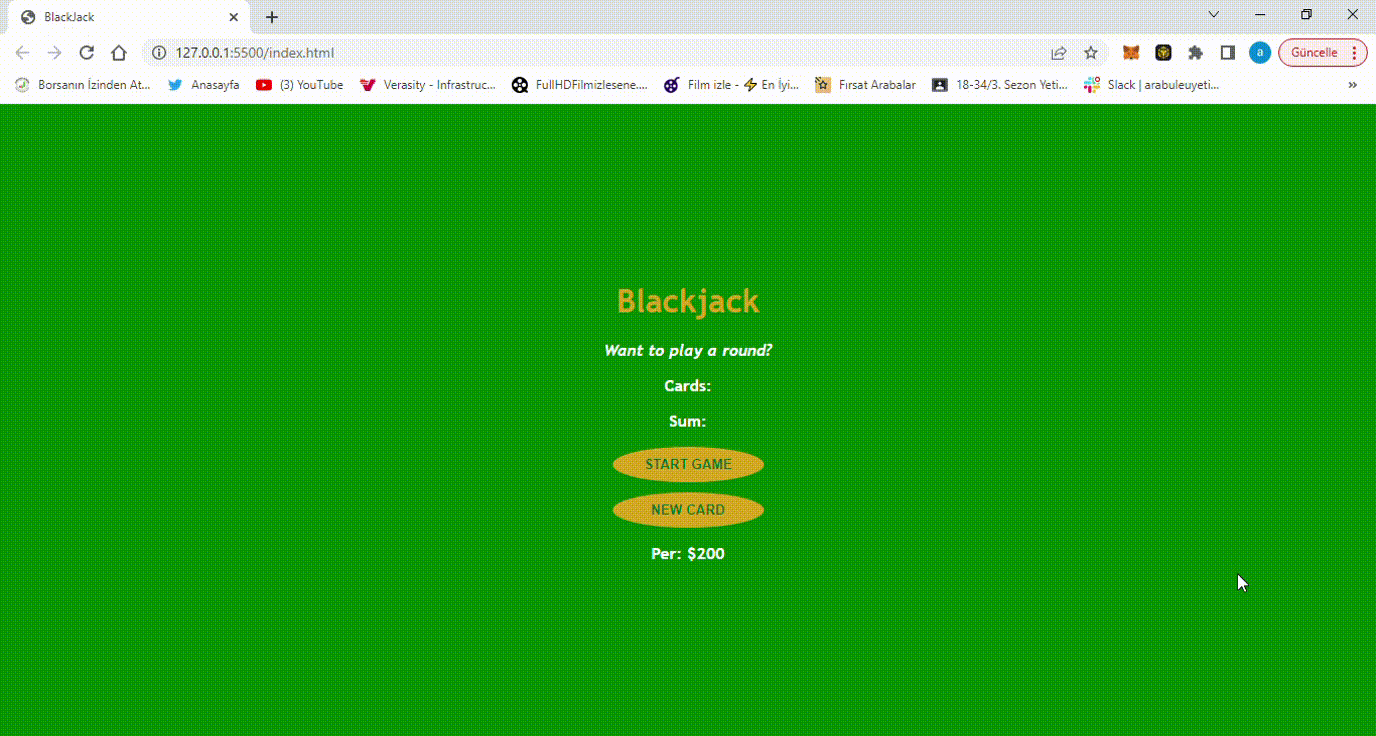 BlackJack
127.0.0.1:5500/index.html
a
Güncelle
Borsanın İzinden At...
Anasayfa
(3) YouTube
Verasity - Infrastruc...
FullHDFilmizlesene....
Film izle - ⚡ En İyi...
Fırsat Arabalar
18-34/3. Sezon Yeti...
Slack | arabuleuyeti...
»
Blackjack
Want to play a round?
Cards:
Sum:
START GAME
NEW CARD
Per: $200